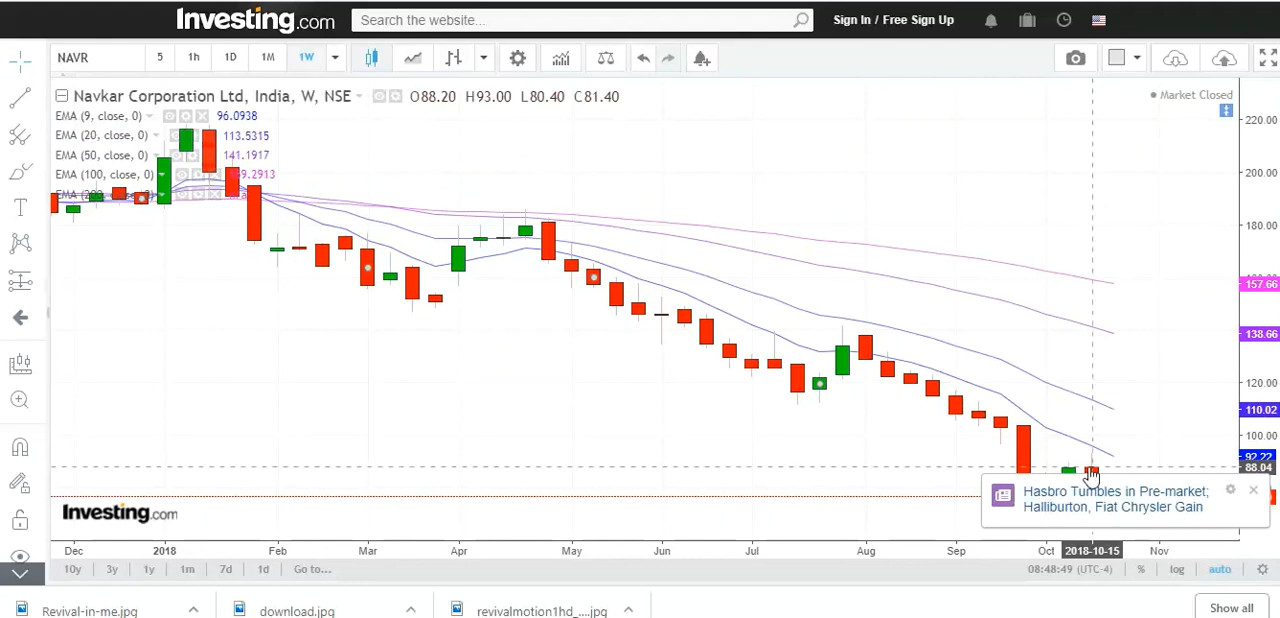 Investing.com Search the website... Sign In / Free Sign Up
NAVR 5 1h 1D 1M 1W
Navkar Corporation Ltd, India, W, NSE O88.20 H93.00 L80.40 C81.40
Market Closed
EMA (9, close, 0) 96.0938
EMA (20, close, 0) 113.5315
EMA (50, close, 0) 141.1917
EMA (100, close, 0)
220.00
200.00
180.00
157.66
138.66
120.00
110.02
100.00
92.22
88.04
Hasbro Tumbles in Pre-market;
Halliburton, Fiat Chrysler Gain
Investing.com
Dec 2018 Feb Mar Apr May Jun Jul Aug Sep Oct 2018-10-15 Nov
10y 3y 1y 1m 7d 1d Go to... 08:48:49 (UTC-4) % log auto
Revival-in-me.jpg download.jpg revivalmotion1hd_....jpg Show all